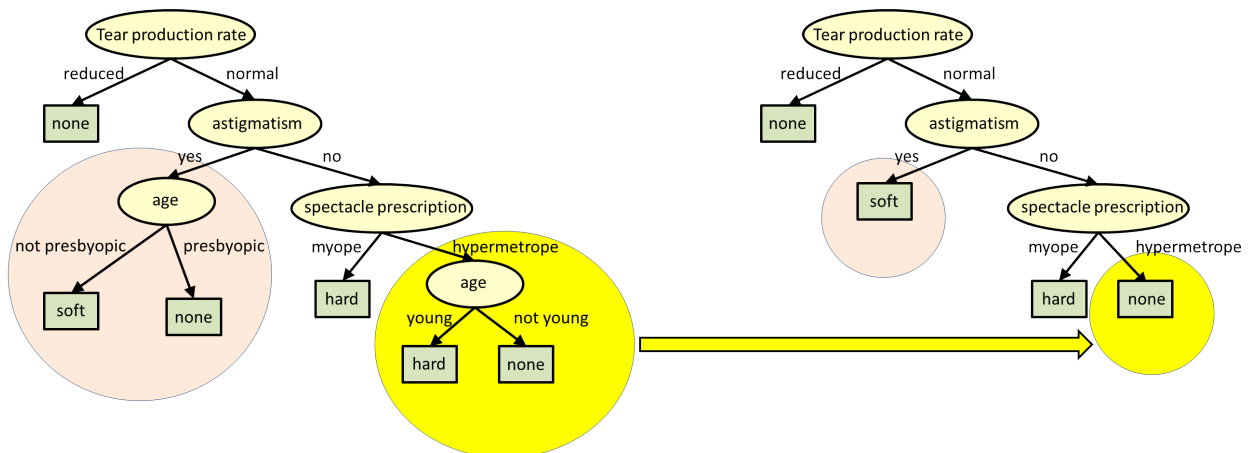 Tear production rate
reduced
normal
none
astigmatism
yes
no
age
spectacle prescription
not presbyopic
presbyopic
myope
hypermetrope
soft
none
hard
age
young
not young
hard
none
Tear production rate
reduced
normal
none
astigmatism
yes
no
soft
spectacle prescription
myope
hypermetrope
hard
none